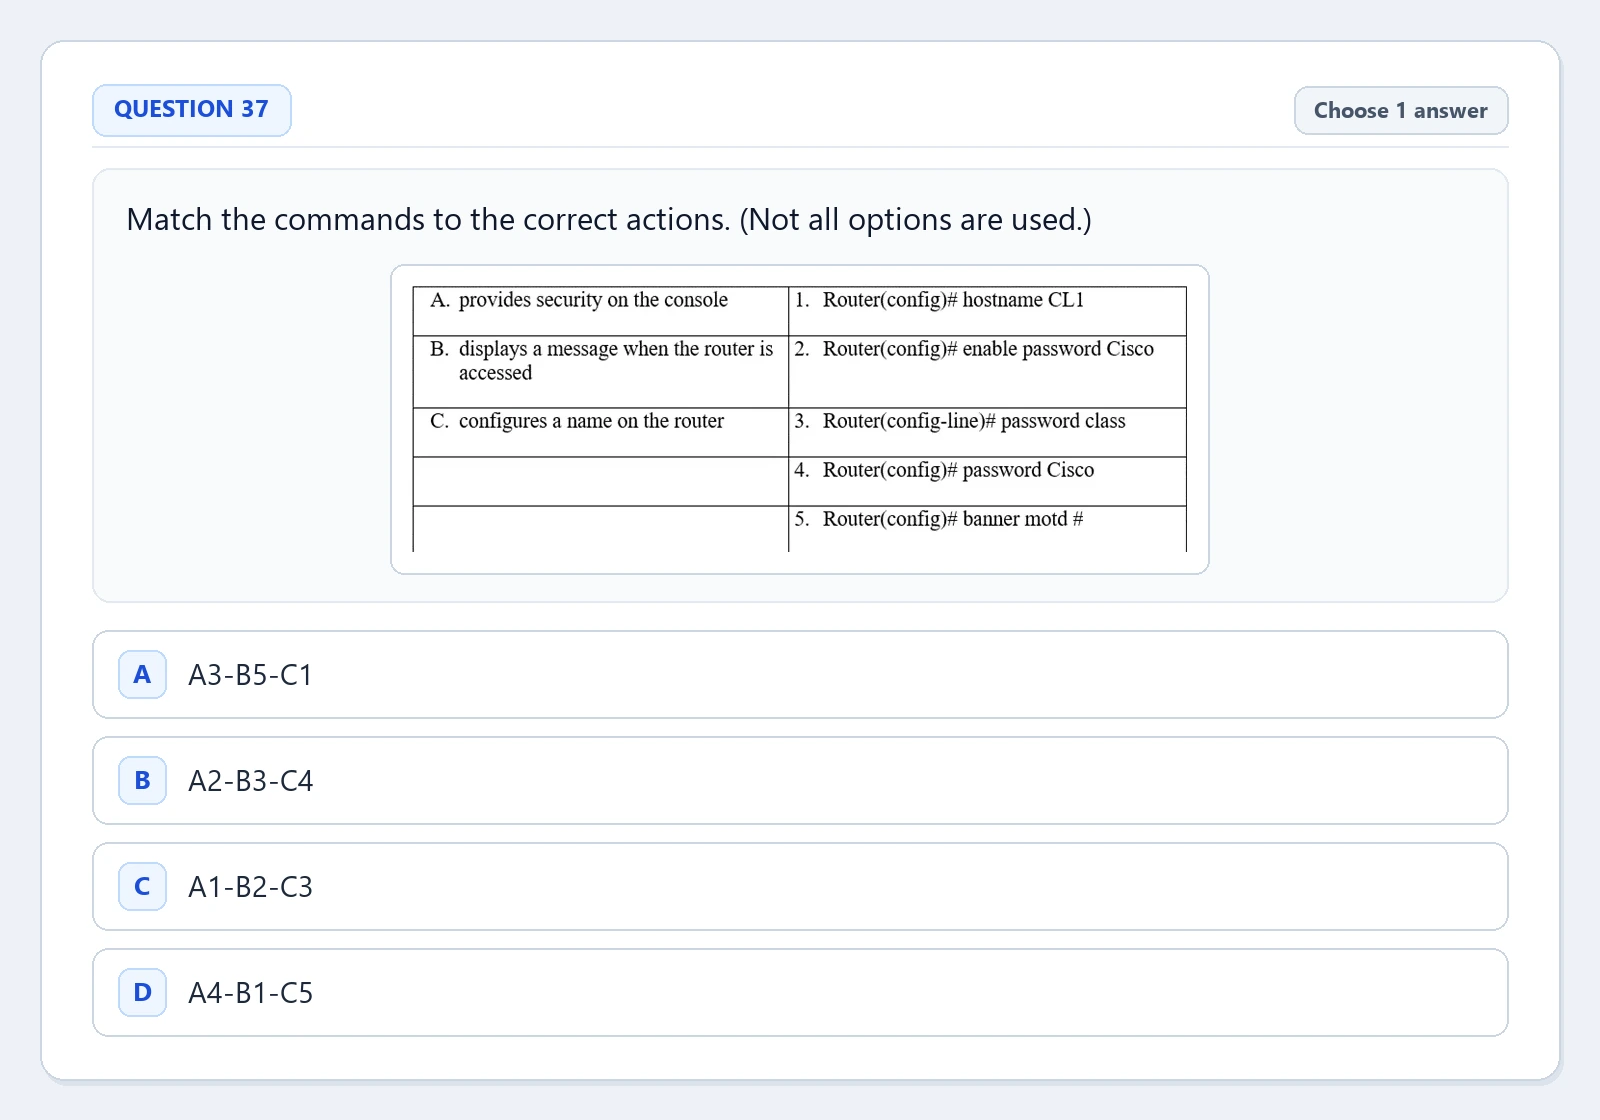 QUESTION 37
Choose 1 answer
Match the commands to the correct actions. (Not all options are used.)
A. provides security on the console
1. Router(config)# hostname CL1
B. displays a message when the router is
accessed
2. Router(config)# enable password Cisco
C. configures a name on the router
3. Router(config-line)# password class
4. Router(config)# password Cisco
5. Router(config)# banner motd #
A A3-B5-C1
B A2-B3-C4
C A1-B2-C3
D A4-B1-C5